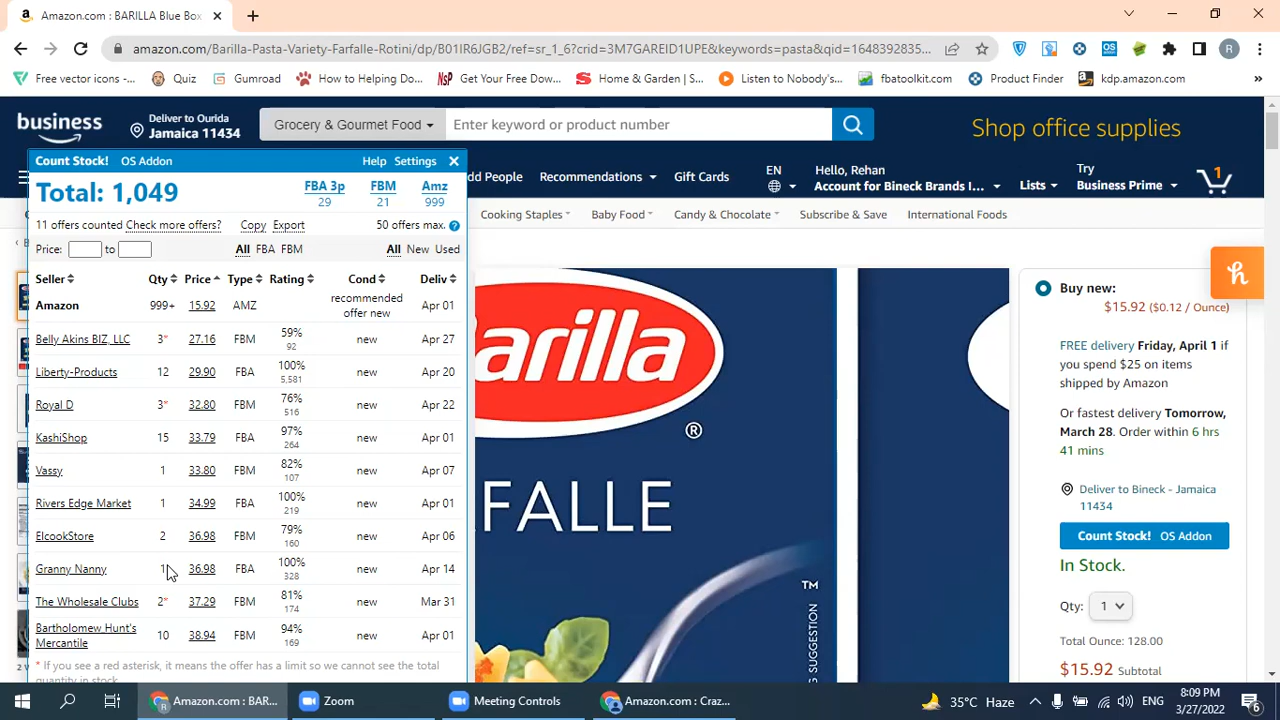 Amazon.com : BARILLA Blue Box
amazon.com/Barilla-Pasta-Variety-Farfalle-Rotini/dp/B01IR6JGB2/ref=sr_1_6?crid=3M7GAREID1UPE&keywords=pasta&qid=1648392835...
Free vector icons -... Quiz Gumroad How to Helping Do... Get Your Free Dow... Home & Garden | S... Listen to Nobody's... fbatoolkit.com Product Finder kdp.amazon.com
business
Deliver to Ourida
Jamaica 11434
Grocery & Gourmet Food
Enter keyword or product number
Shop office supplies
dd People Recommendations Gift Cards
EN
Hello, Rehan
Account for Bineck Brands I...
Lists
Try
Business Prime
1
Cooking Staples Baby Food Candy & Chocolate Subscribe & Save International Foods
Count Stock! OS Addon Help Settings
Total: 1,049
FBA 3p FBM Amz
29 21 999
11 offers counted Check more offers? Copy Export 50 offers max.
Price: to All FBA FBM All New Used
Seller Qty Price Type Rating Cond Deliv
Amazon 999+ 15.92 AMZ recommended offer new Apr 01
Belly Akins BIZ, LLC 3* 27.16 FBM 59% 92 new Apr 27
Liberty-Products 12 29.90 FBA 100% 5,581 new Apr 20
Royal D 3* 32.80 FBM 76% 516 new Apr 22
KashiShop 15 33.79 FBA 97% 264 new Apr 01
Vassy 1 33.80 FBM 82% 107 new Apr 07
Rivers Edge Market 1 34.99 FBA 100% 219 new Apr 01
ElcookStore 2 36.98 FBM 79% 160 new Apr 06
Granny Nanny 1 36.98 FBA 100% 328 new Apr 14
The Wholesale Clubs 2* 37.29 FBM 81% 174 new Mar 31
Bartholomew Hunt's Mercantile 10 38.94 FBM 94% 169 new Apr 01
* If you see a red asterisk, it means the offer has a limit so we cannot see the total
quantity in stock.
arilla
®
FALLE
TM
SUGGESTION
Buy new:
$15.92 ($0.12 / Ounce)
FREE delivery Friday, April 1 if
you spend $25 on items
shipped by Amazon
Or fastest delivery Tomorrow,
March 28. Order within 6 hrs
41 mins
Deliver to Bineck - Jamaica
11434
Count Stock! OS Addon
In Stock.
Qty: 1
Total Ounce: 128.00
$15.92 Subtotal
Amazon.com : BAR... Zoom Meeting Controls Amazon.com : Craz...
35°C Haze
ENG
8:09 PM
3/27/2022
6